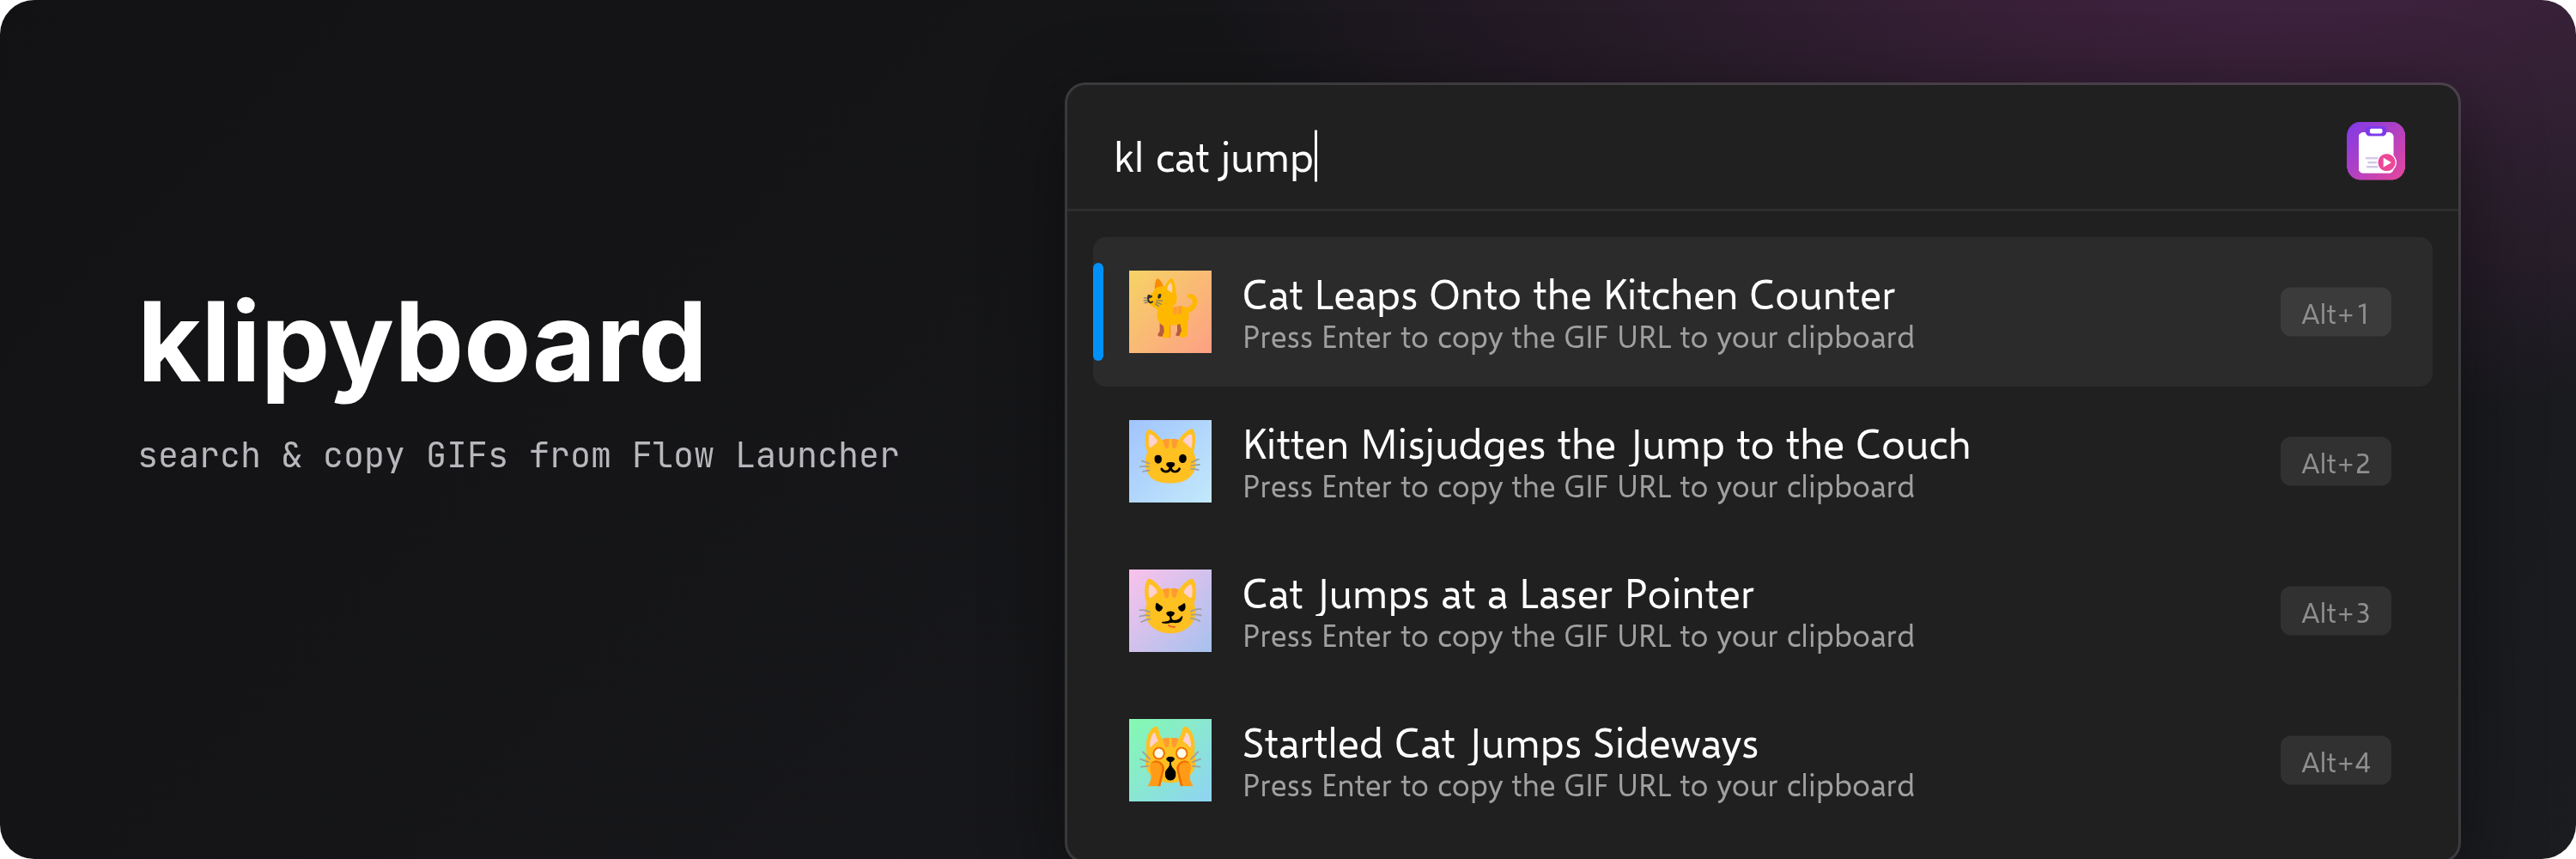 klipyboard
search & copy GIFs from Flow Launcher
kl cat jump
Cat Leaps Onto the Kitchen Counter
Press Enter to copy the GIF URL to your clipboard
Alt+1
Kitten Misjudges the Jump to the Couch
Press Enter to copy the GIF URL to your clipboard
Alt+2
Cat Jumps at a Laser Pointer
Press Enter to copy the GIF URL to your clipboard
Alt+3
Startled Cat Jumps Sideways
Press Enter to copy the GIF URL to your clipboard
Alt+4